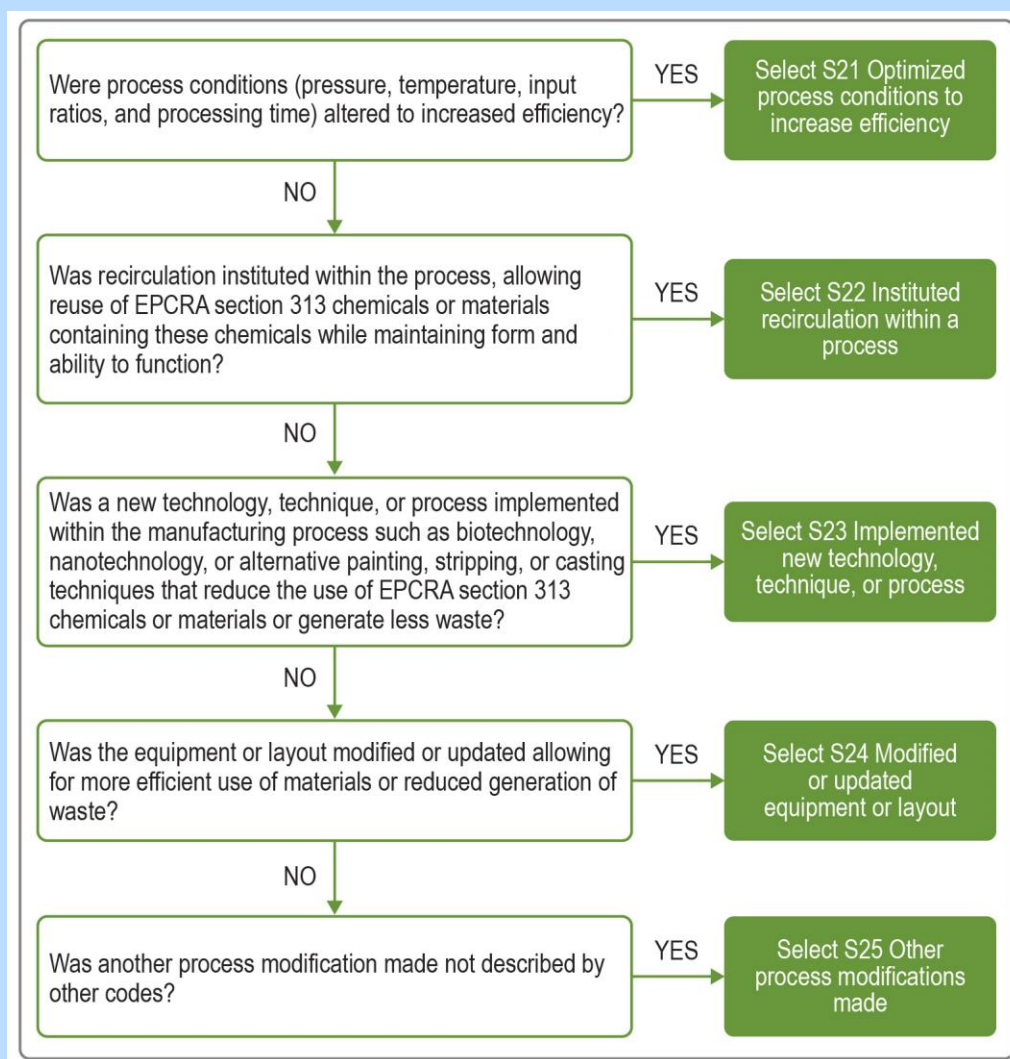 Were process conditions (pressure, temperature, input
ratios, and processing time) altered to increased efficiency?
YES
Select S21 Optimized
process conditions to
increase efficiency
NO
Was recirculation instituted within the process, allowing
reuse of EPCRA section 313 chemicals or materials
containing these chemicals while maintaining form and
ability to function?
YES
Select S22 Instituted
recirculation within a
process
NO
Was a new technology, technique, or process implemented
within the manufacturing process such as biotechnology,
nanotechnology, or alternative painting, stripping, or casting
techniques that reduce the use of EPCRA section 313
chemicals or materials or generate less waste?
YES
Select S23 Implemented
new technology,
technique, or process
NO
Was the equipment or layout modified or updated allowing
for more efficient use of materials or reduced generation of
waste?
YES
Select S24 Modified
or updated
equipment or layout
NO
Was another process modification made not described by
other codes?
YES
Select S25 Other
process modifications
made